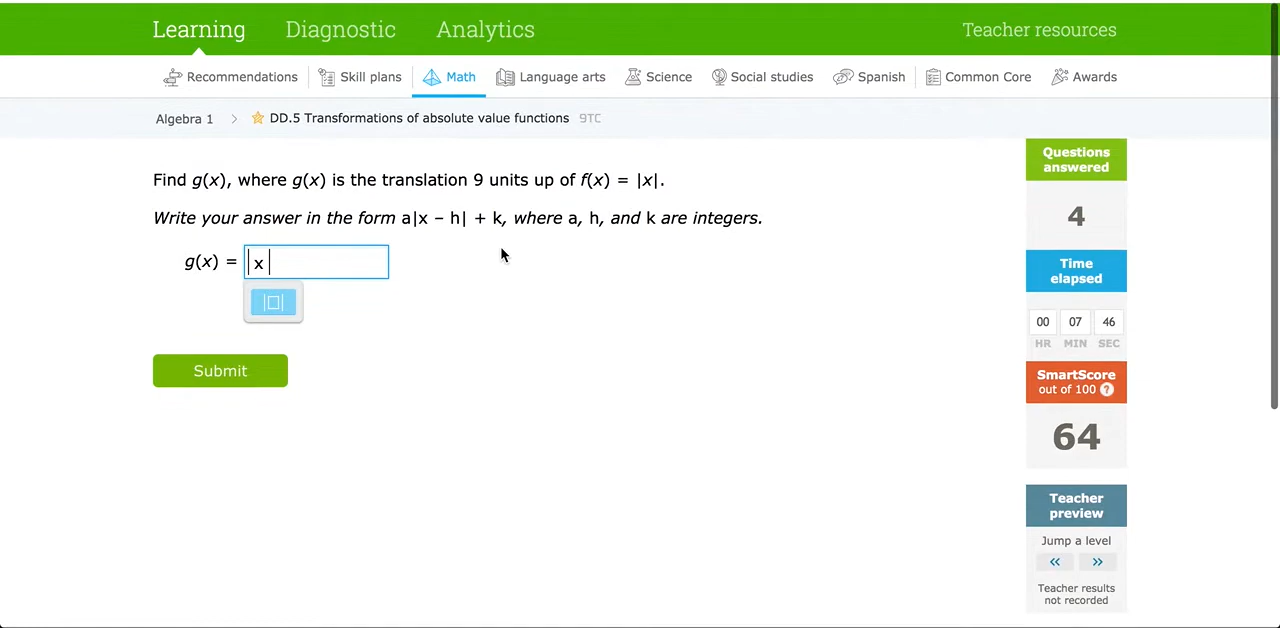 Learning Diagnostic Analytics Teacher resources
Recommendations Skill plans Math Language arts Science Social studies Spanish Common Core Awards
Algebra 1 > DD.5 Transformations of absolute value functions 9TC
Find g(x), where g(x) is the translation 9 units up of f(x) = |x|.
Write your answer in the form a|x – h| + k, where a, h, and k are integers.
g(x) = |x|
|□|
Submit
Questions
answered
4
Time
elapsed
00 07 46
HR MIN SEC
SmartScore
out of 100 ?
64
Teacher
preview
Jump a level
<< >>
Teacher results
not recorded